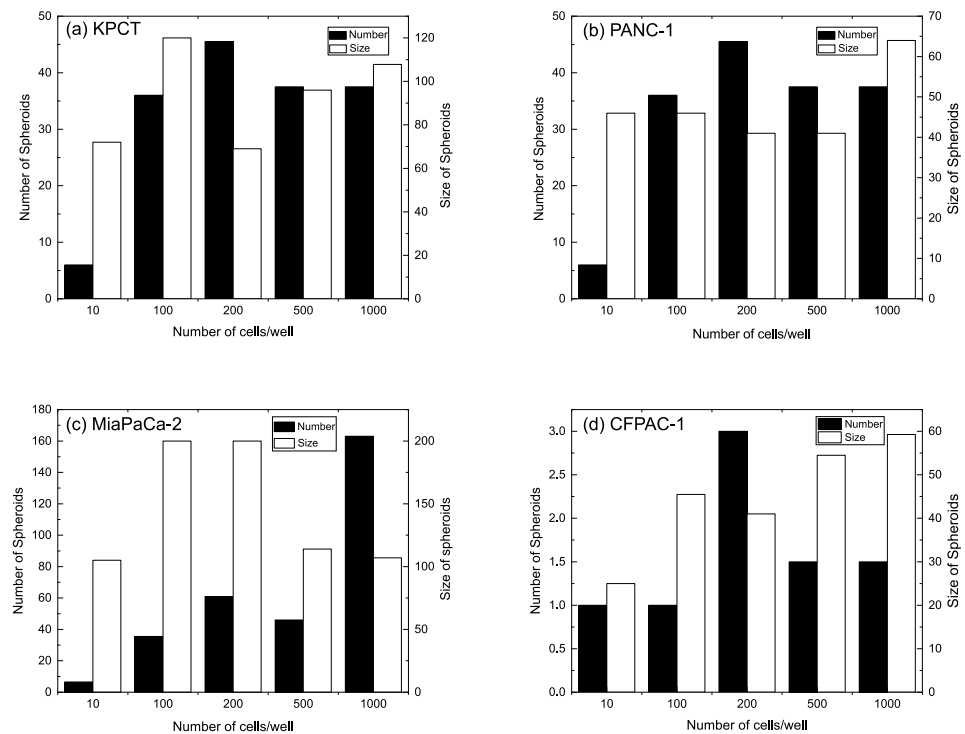 (a) KPCT
Number
Size
50
40
30
20
10
0
120
100
80
60
40
20
0
Number of Spheroids
Size of Spheroids
10 100 200 500 1000
Number of cells/well
(b) PANC-1
Number
Size
50
40
30
20
10
0
70
60
50
40
30
20
10
0
Number of Spheroids
Size of Spheroids
10 100 200 500 1000
Number of cells/well
(c) MiaPaCa-2
Number
Size
180
160
140
120
100
80
60
40
20
0
200
150
100
50
0
Number of Spheroids
Size of spheroids
10 100 200 500 1000
Number of cells/well
(d) CFPAC-1
Number
Size
3.0
2.5
2.0
1.5
1.0
0.5
0.0
60
50
40
30
20
10
0
Number of Spheroids
Size of Spheroids
10 100 200 500 1000
Number of cells/well